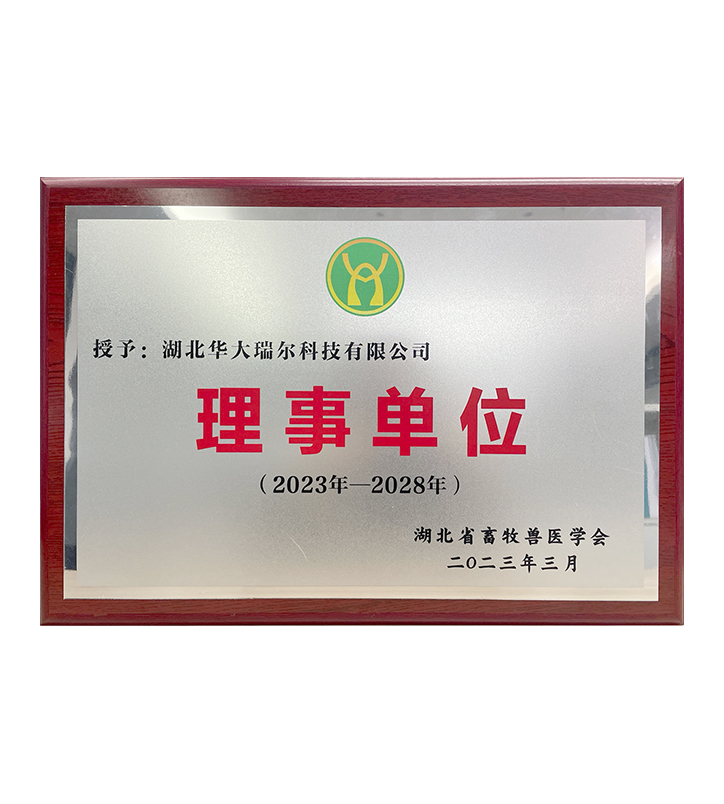 授予：湖北华大瑞尔科技有限公司
理事单位
（2023年—2028年）
湖北省畜牧兽医学会
二〇二三年三月